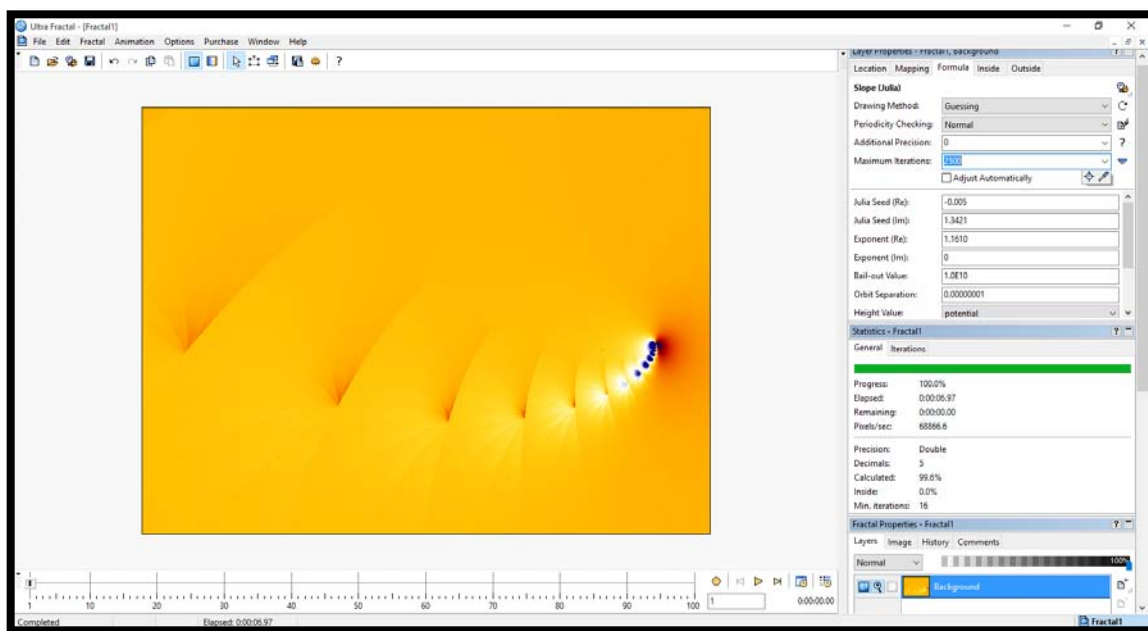 Ultra Fractal - [Fractal1]
File Edit Fractal Animation Options Purchase Window Help
?
Layer Properties - Fractal1, Background
Location Mapping Formula Inside Outside
Slope (Julia)
Drawing Method: Guessing
Periodicity Checking: Normal
Additional Precision: 0
Maximum Iterations: 2500
Adjust Automatically
Julia Seed (Re): -0.005
Julia Seed (Im): 1.3421
Exponent (Re): 1.1610
Exponent (Im): 0
Bail-out Value: 1.0E10
Orbit Separation: 0.00000001
Height Value: potential
Statistics - Fractal1
General Iterations
Progress: 100.0%
Elapsed: 0:00:06.97
Remaining: 0:00:00.00
Pixels/sec: 68866.6
Precision: Double
Decimals: 5
Calculated: 99.6%
Inside: 0.0%
Min. iterations: 16
Fractal Properties - Fractal1
Layers Image History Comments
Normal 100%
Background
1 10 20 30 40 50 60 70 80 90 100
1 0:00:00.00
Completed Elapsed: 0:00:06.97 Fractal1